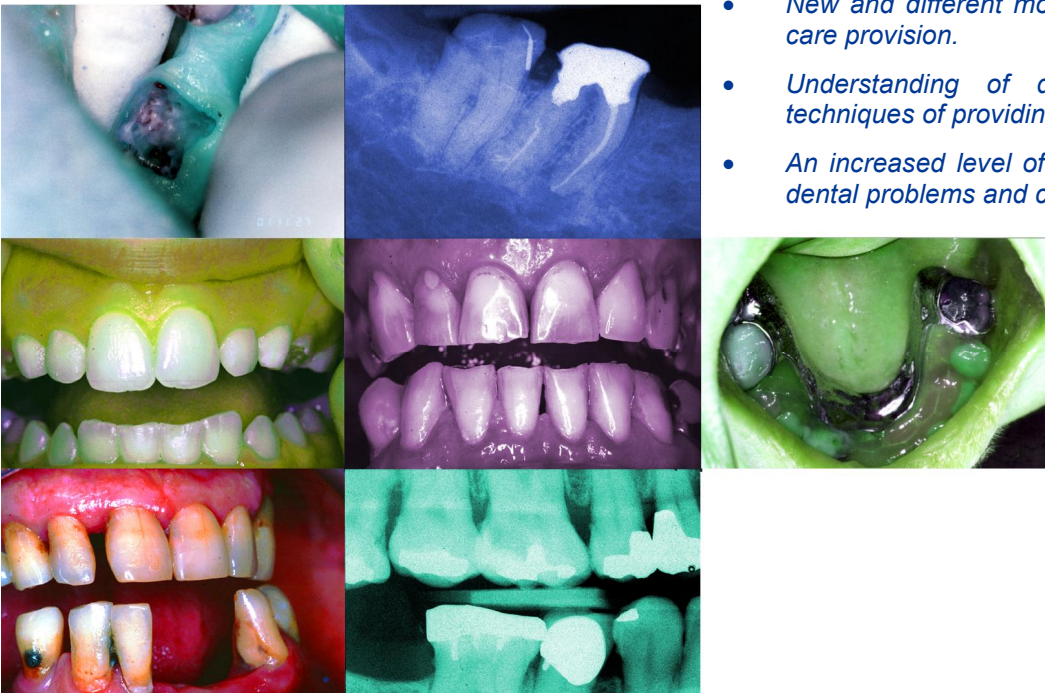 New and different mo
care provision.
Understanding of d
techniques of providin
An increased level of
dental problems and c